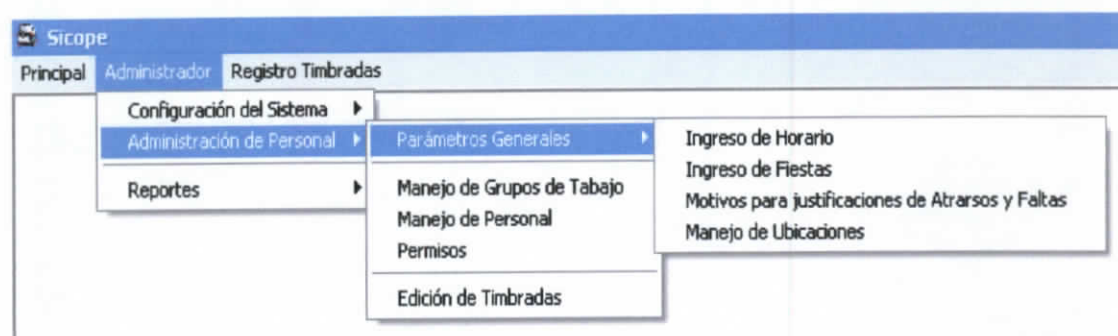 Sicope
Principal Administrador Registro Timbradas
Configuración del Sistema
Administración de Personal
Reportes
Parámetros Generales
Manejo de Grupos de Tabajo
Manejo de Personal
Permisos
Edición de Timbradas
Ingreso de Horario
Ingreso de Fiestas
Motivos para justificaciones de Atrarsos y Faltas
Manejo de Ubicaciones